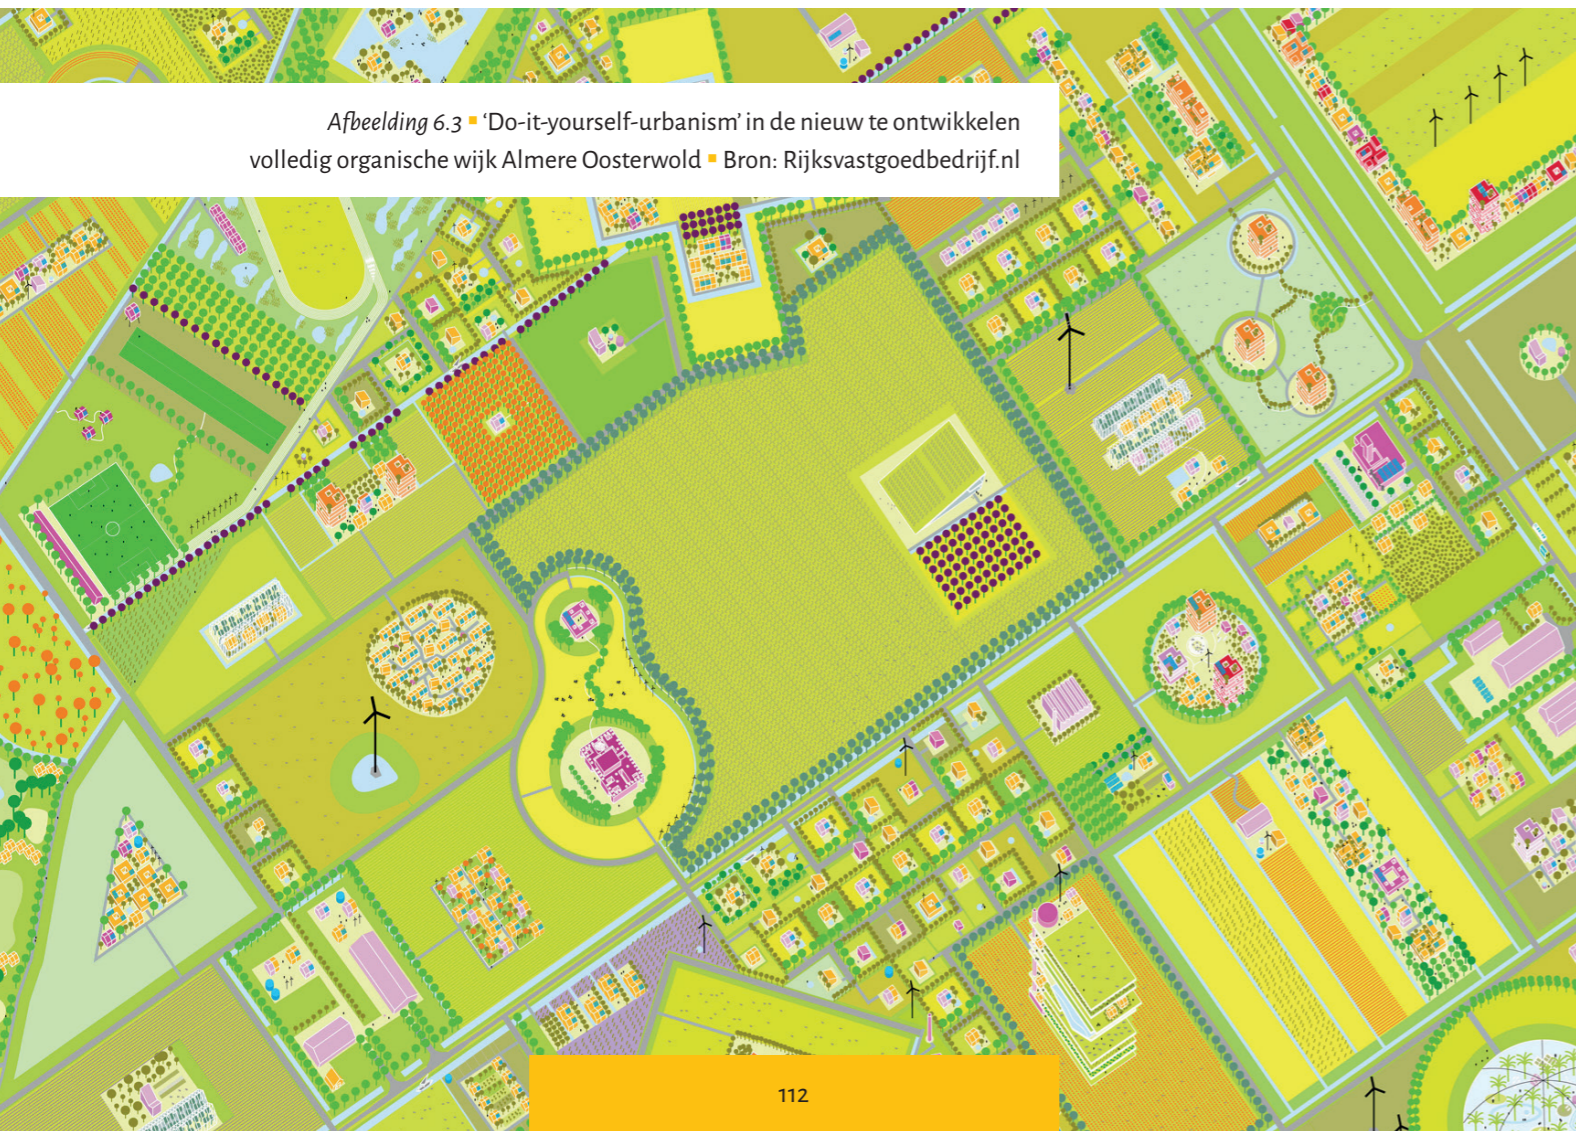 Afbeelding 6.3 ▪ ‘Do-it-yourself-urbanism’ in de nieuw te ontwikkelen
volledig organische wijk Almere Oosterwold ▪ Bron: Rijksvastgoedbedrijf.nl
112